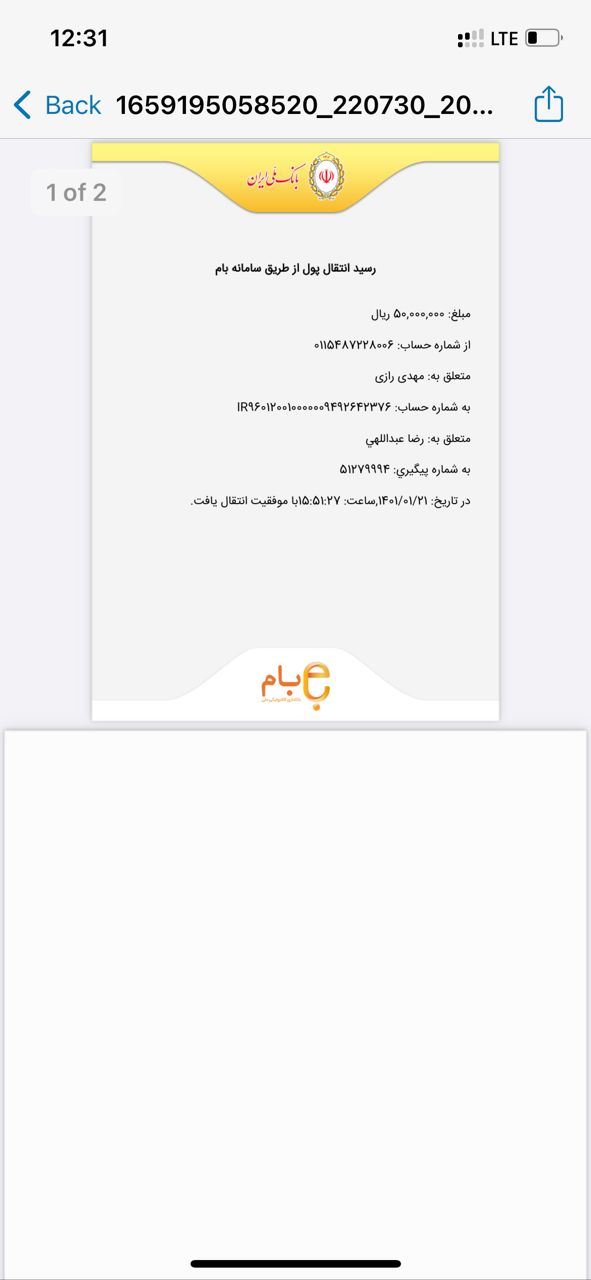 12:31
LTE
Back 1659195058520_220730_20...
1 of 2
بانک ملی ایران
رسید انتقال پول از طریق سامانه بام
مبلغ: ۵۰,۰۰۰,۰۰۰ ریال
از شماره حساب: ۰۱۱۵۴۸۷۲۲۸۰۰۶
متعلق به: مهدی رازی
به شماره حساب: IR۹۶۰۱۲۰۰۱۰۰۰۰۰۰۹۴۹۲۶۴۲۳۷۶
متعلق به: رضا عبداللهي
به شماره پیگیري: ۵۱۲۷۹۹۹۴
در تاریخ: ۱۴۰۱/۰۱/۲۱,ساعت: ۱۵:۵۱:۲۷با موفقیت انتقال یافت.
بام